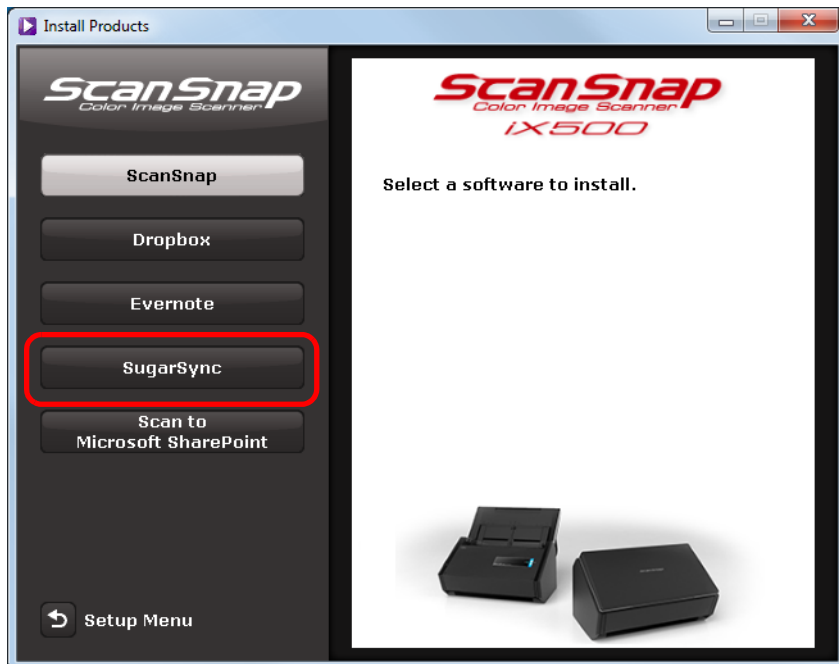 Install Products
ScanSnap
Color Image Scanner
ScanSnap
Dropbox
Evernote
SugarSync
Scan to
Microsoft SharePoint
Setup Menu
ScanSnap
Color Image Scanner
iX500
Select a software to install.